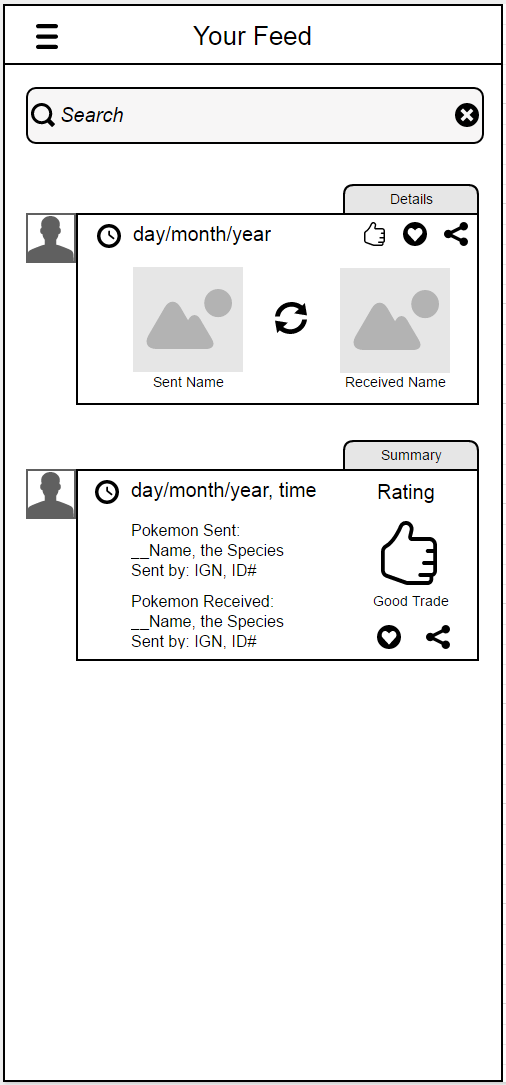 Your Feed
Search
Details
day/month/year
Sent Name
Received Name
Summary
day/month/year, time
Rating
Pokemon Sent:
__Name, the Species
Sent by: IGN, ID#
Pokemon Received:
__Name, the Species
Sent by: IGN, ID#
Good Trade